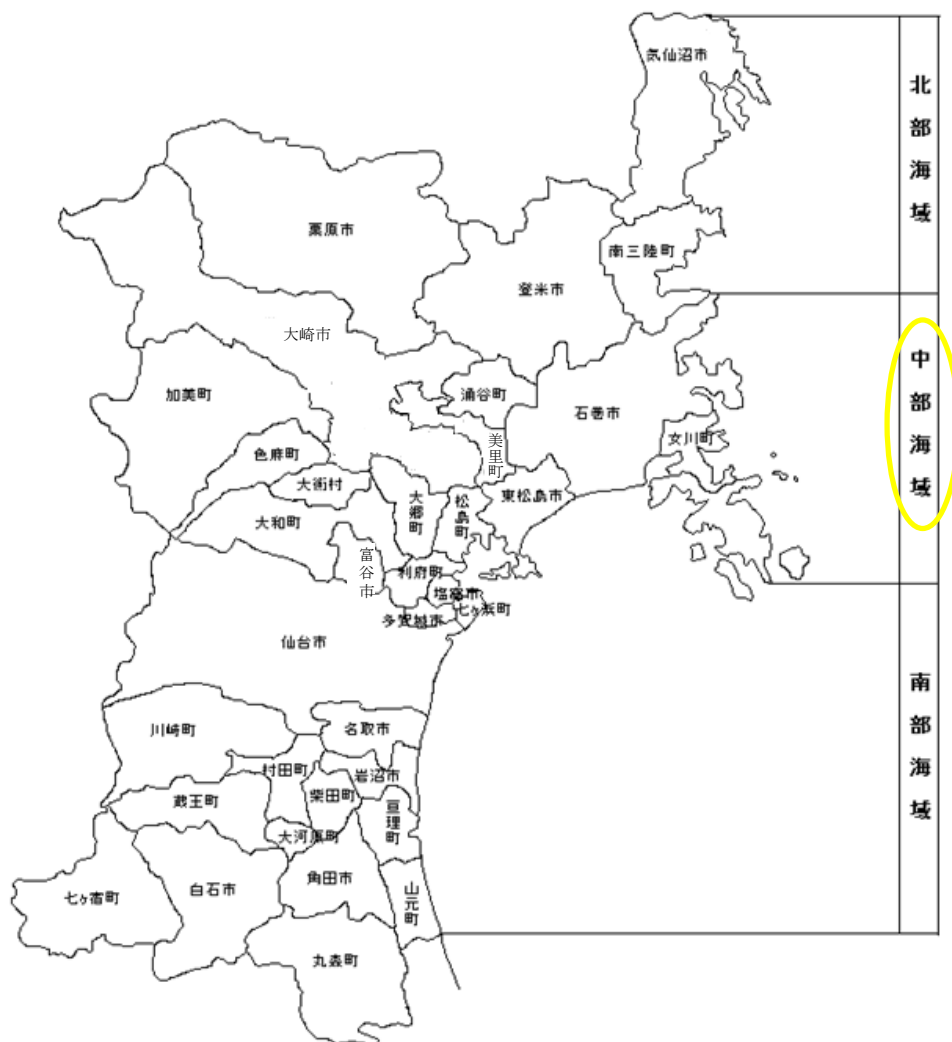 気仙沼市
北部海域
栗原市
南三陸町
登米市
大崎市
中部海域
加美町
涌谷町
石巻市
美里町
女川町
色麻町
大衡村
大郷町
松島町
東松島市
大和町
富谷市
利府町
塩竃市
七ヶ浜町
多賀城市
仙台市
南部海域
川崎町
名取市
村田町
岩沼市
柴田町
蔵王町
亘理町
大河原町
角田市
白石市
七ヶ宿町
山元町
丸森町